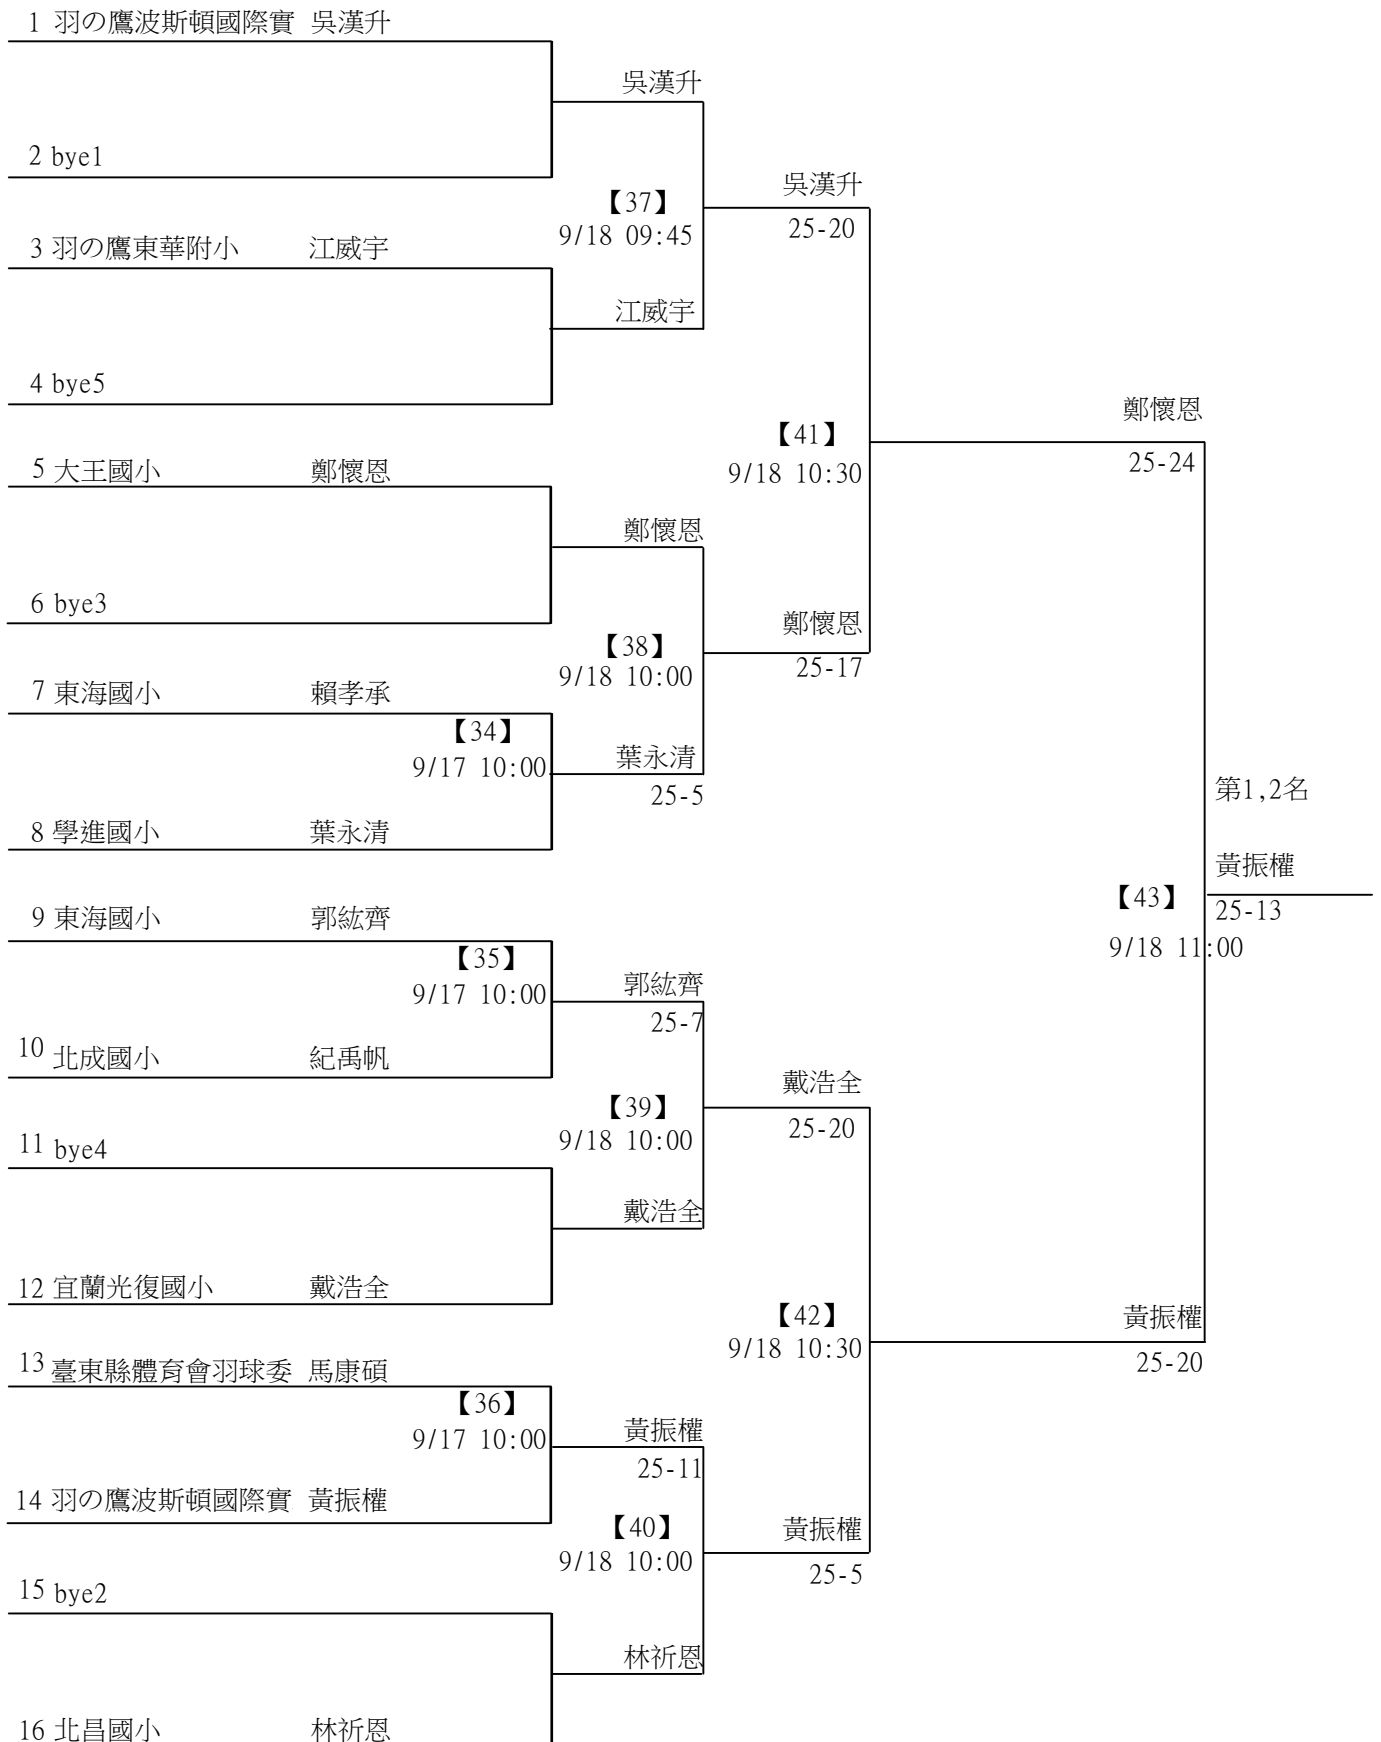 1 羽の鷹波斯頓國際實 吳漢升
吳漢升
2 bye1
吳漢升
【37】
25-20
9/18 09:45
3 羽の鷹東華附小 江威宇
江威宇
4 bye5
鄭懷恩
【41】
25-24
9/18 10:30
5 大王國小 鄭懷恩
鄭懷恩
6 bye3
鄭懷恩
【38】
25-17
9/18 10:00
7 東海國小 賴孝承
【34】
9/17 10:00
葉永清
25-5
第1,2名
8 學進國小 葉永清
黃振權
【43】
25-13
9/18 11:00
9 東海國小 郭紘齊
【35】
9/17 10:00
郭紘齊
25-7
10 北成國小 紀禹帆
戴浩全
【39】
25-20
9/18 10:00
11 bye4
戴浩全
12 宜蘭光復國小 戴浩全
【42】
9/18 10:30
黃振權
25-20
13 臺東縣體育會羽球委 馬康碩
【36】
9/17 10:00
黃振權
25-11
14 羽の鷹波斯頓國際實 黃振權
【40】
黃振權
9/18 10:00
25-5
15 bye2
林祈恩
16 北昌國小 林祈恩